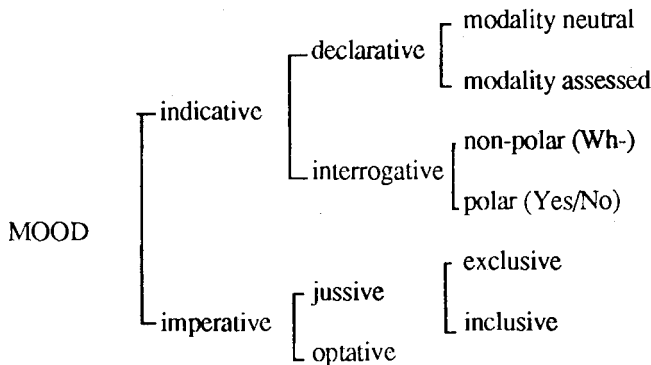 modality neutral
declarative
modality assessed
indicative
non-polar (Wh-)
interrogative
polar (Yes/No)
MOOD
exclusive
jussive
imperative
inclusive
optative